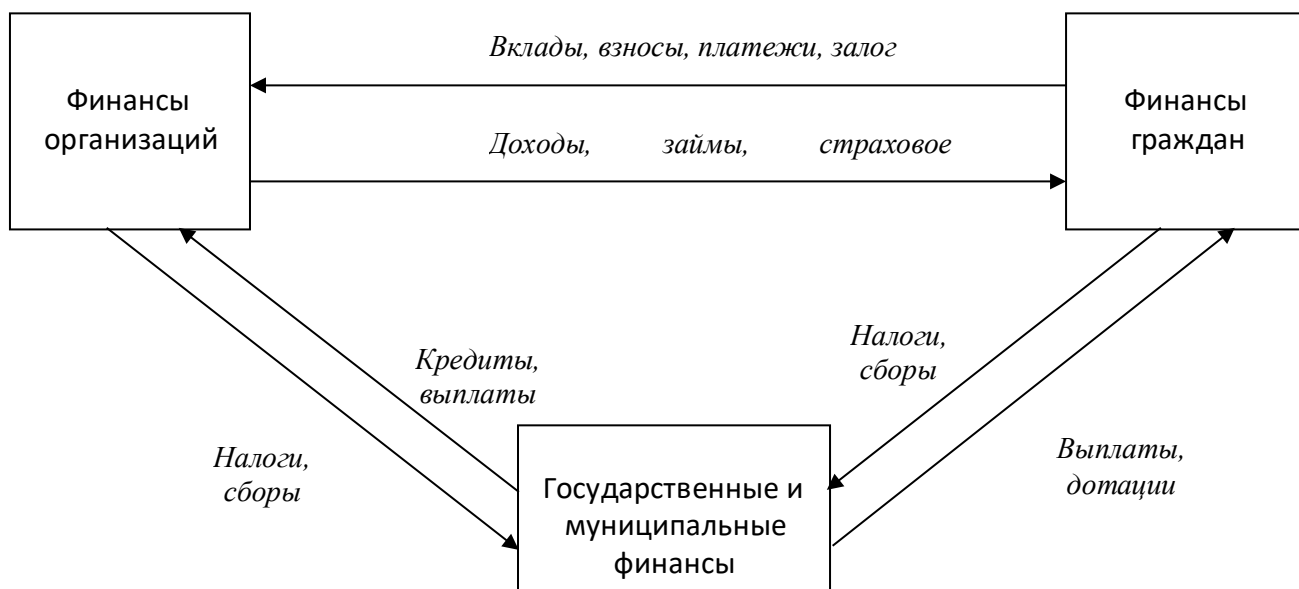 Вклады, взносы, платежи, залог
Финансы
организаций
Финансы
граждан
Доходы, займы, страховое
Кредиты,
выплаты
Налоги,
сборы
Налоги,
сборы
Выплаты,
дотации
Государственные и
муниципальные
финансы